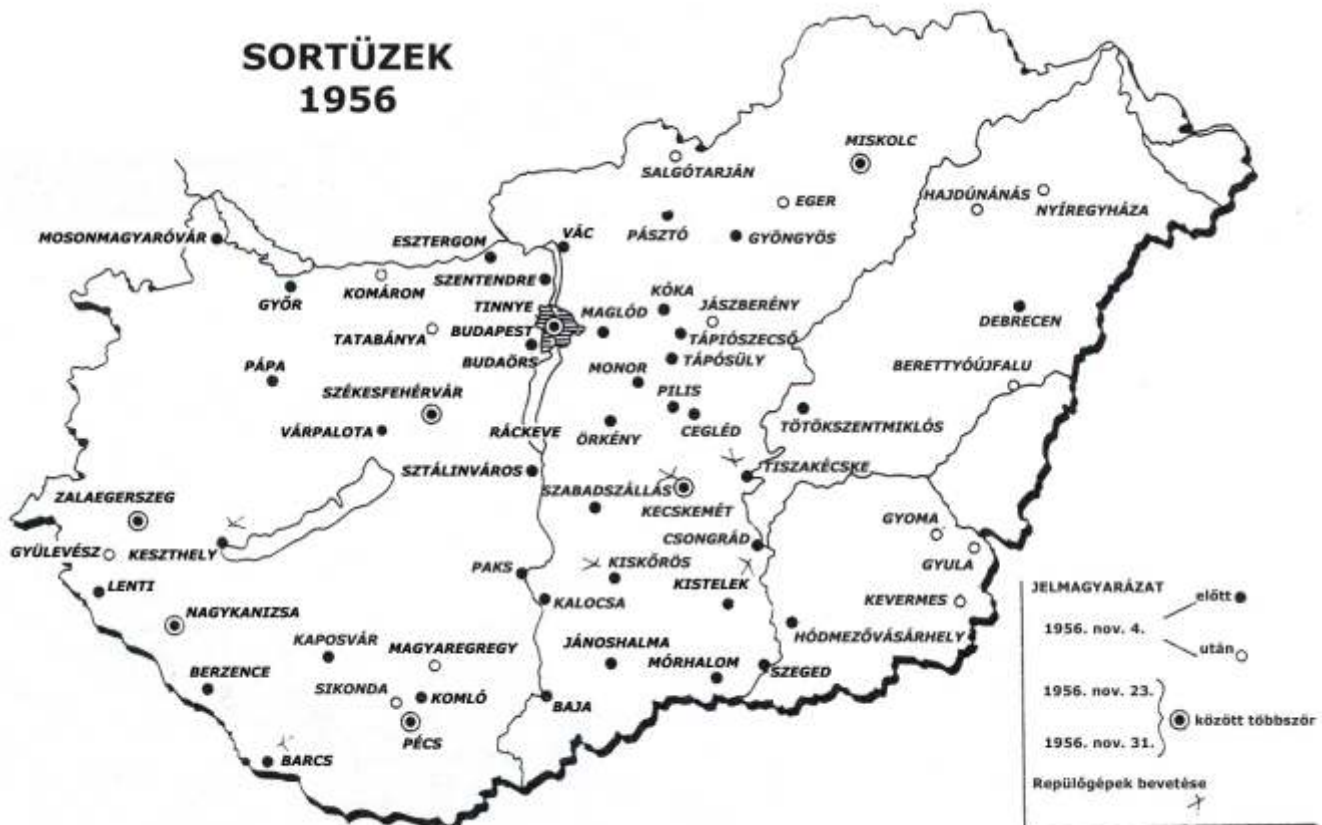 SORTÜZEK
1956
MISKOLC
SALGÓTARJÁN
EGER
HAJDÚNÁNÁS
NYÍREGYHÁZA
MOSONMAGYARÓVÁR
ESZTERGOM
VÁC
PÁSZTÓ
GYÖNGYÖS
GYŐR
KOMÁROM
SZENTENDRE
TINNYE
MAGLÓD
KÓKA
JÁSZBERÉNY
DEBRECEN
TATABÁNYA
BUDAPEST
TÁPIÓSZECSŐ
BUDAÖRS
TÁPÓSÜLY
PÁPA
MONOR
BERETTYÓÚJFALU
SZÉKESFEHÉRVÁR
PILIS
VÁRPALOTA
RÁCKEVE
ÖRKÉNY
CEGLÉD
TÖTÖKSZENTMIKLÓS
SZTÁLINVÁROS
TISZAKÉCSKE
ZALAEGERSZEG
SZABADSZÁLLÁS
KECSKEMÉT
GYÜLEVÉSZ
KESZTHELY
CSONGRÁD
GYOMA
GYULA
LENTI
PAKS
KISKŐRÖS
KISTELEK
NAGYKANIZSA
KALOCSA
KEVERMES
KAPOSVÁR
MAGYAREGREGY
JÁNOSHALMA
HÓDMEZŐVÁSÁRHELY
BERZENCE
SIKONDA
KOMLÓ
MÓRHALOM
SZEGED
BAJA
PÉCS
BARCS
JELMAGYARÁZAT
előtt
1956. nov. 4.
után
1956. nov. 23.
között többször
1956. nov. 31.
Repülőgépek bevetése